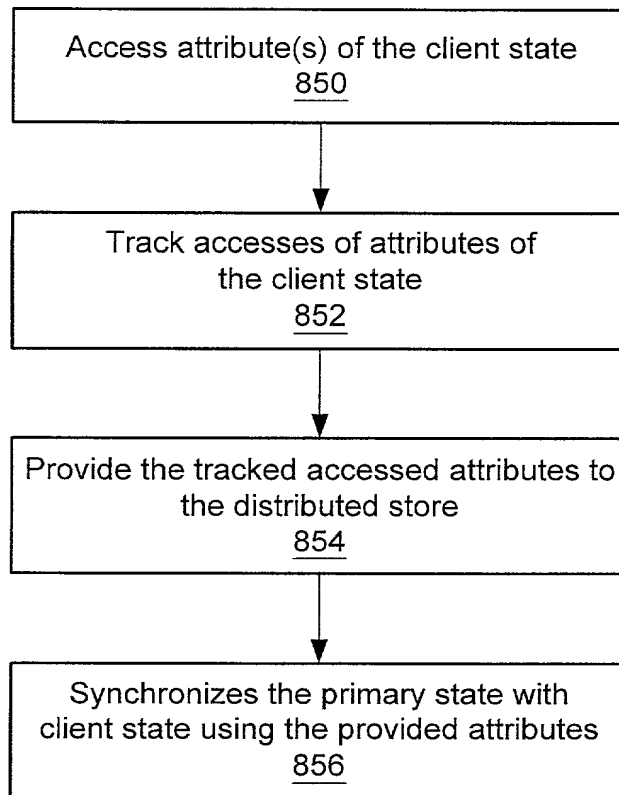 Access attribute(s) of the client state
850
Track accesses of attributes of
the client state
852
Provide the tracked accessed attributes to
the distributed store
854
Synchronizes the primary state with
client state using the provided attributes
856